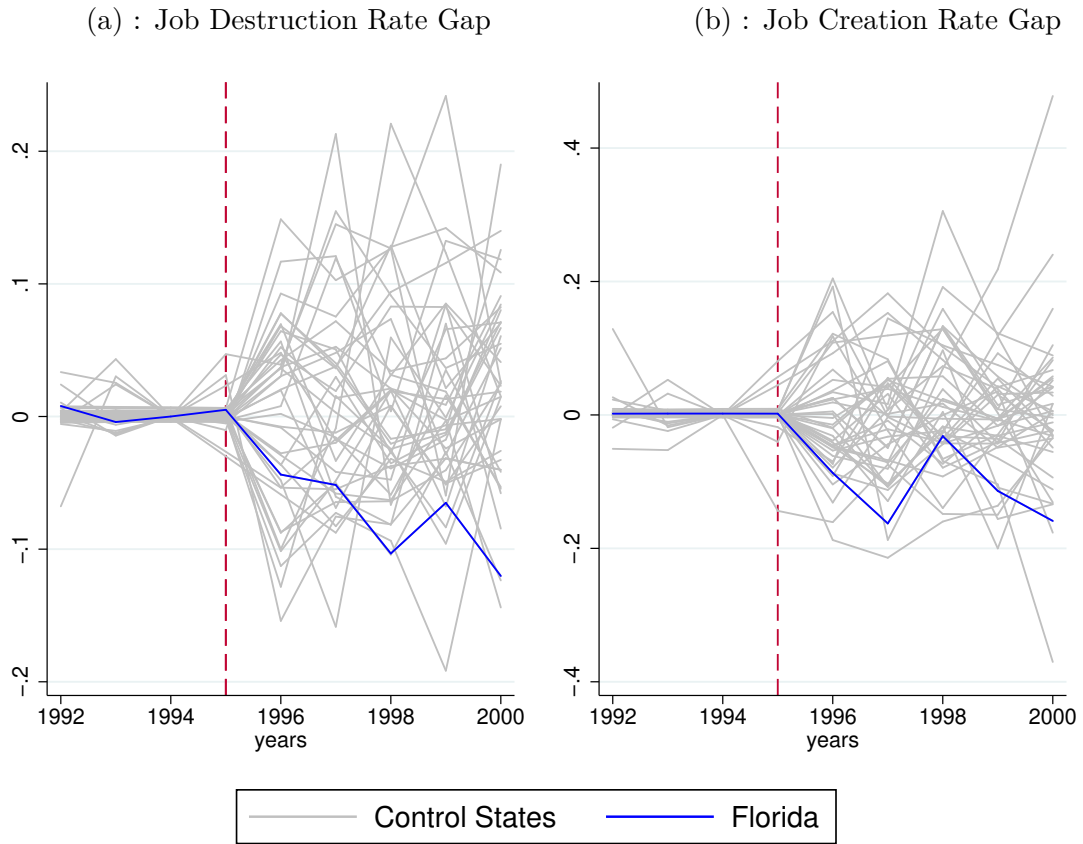 (a) : Job Destruction Rate Gap
(b) : Job Creation Rate Gap
.2
.1
0
-.1
-.2
1992 1994 1996 1998 2000
years
.4
.2
0
-.2
-.4
1992 1994 1996 1998 2000
years
Control States Florida